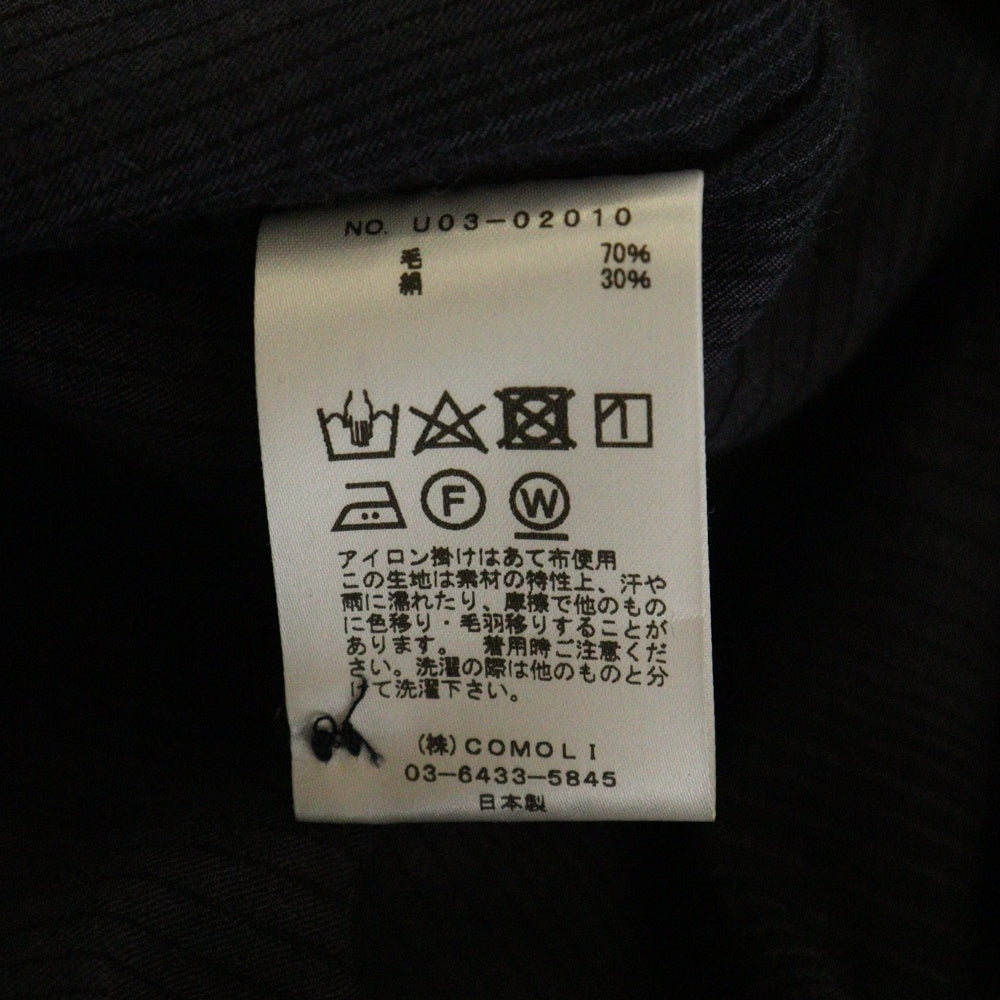 NO. U03-02010
毛 70%
絹 30%
F W
アイロン掛けはあて布使用
この生地は素材の特性上、汗や
雨に濡れたり、摩擦で他のもの
に色移り・毛羽移りすることが
あります。 着用時ご注意くだ
さい。洗濯の際は他のものと分
けて洗濯下さい。
(株)COMOLI
03-6433-5845
日本製